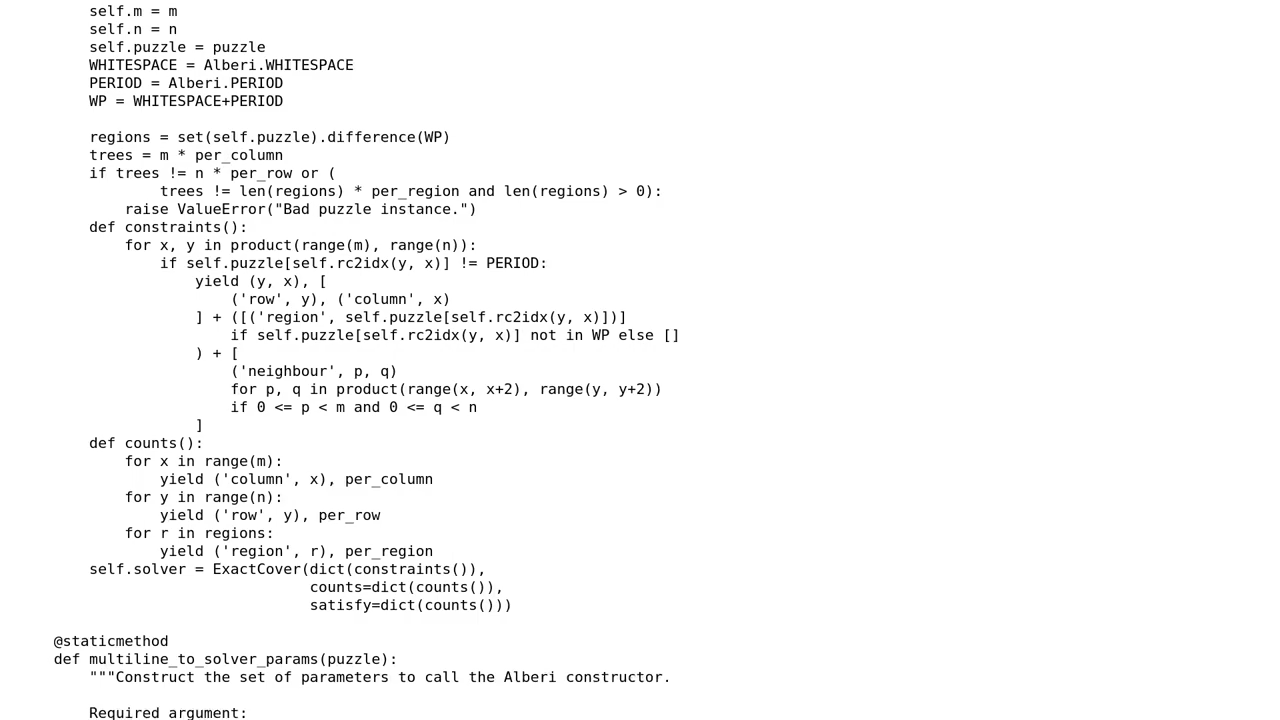 self.m = m
self.n = n
self.puzzle = puzzle
WHITESPACE = Alberi.WHITESPACE
PERIOD = Alberi.PERIOD
WP = WHITESPACE+PERIOD
regions = set(self.puzzle).difference(WP)
trees = m * per_column
if trees != n * per_row or (
trees != len(regions) * per_region and len(regions) > 0):
raise ValueError("Bad puzzle instance.")
def constraints():
for x, y in product(range(m), range(n)):
if self.puzzle[self.rc2idx(y, x)] != PERIOD:
yield (y, x), [
('row', y), ('column', x)
] + ([('region', self.puzzle[self.rc2idx(y, x)])]
if self.puzzle[self.rc2idx(y, x)] not in WP else []
) + [
('neighbour', p, q)
for p, q in product(range(x, x+2), range(y, y+2))
if 0 <= p < m and 0 <= q < n
]
def counts():
for x in range(m):
yield ('column', x), per_column
for y in range(n):
yield ('row', y), per_row
for r in regions:
yield ('region', r), per_region
self.solver = ExactCover(dict(constraints()),
counts=dict(counts()),
satisfy=dict(counts()))
@staticmethod
def multiline_to_solver_params(puzzle):
"""Construct the set of parameters to call the Alberi constructor.
Required argument: